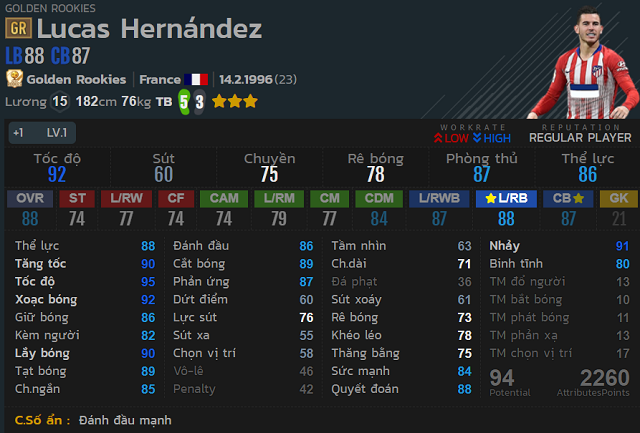 GOLDEN ROOKIES
GR Lucas Hernández
LB88 CB87
Golden Rookies France 14.2.1996 (23)
Lương 15 182cm 76kg TB 5 3
+1 LV.1
WORKRATE REPUTATION
LOW HIGH REGULAR PLAYER
Tốc độ Sút Chuyền Rê bóng Phòng thủ Thể lực
92 60 75 78 87 86
OVR ST L/RW CF CAM L/RM CM CDM L/RWB L/RB CB GK
88 74 77 74 74 79 77 84 87 88 87 21
Thể lực 88 Đánh đầu 86 Tầm nhìn 63 Nhảy 91
Tăng tốc 90 Cắt bóng 89 Ch.dài 71 Bình tĩnh 80
Tốc độ 95 Phản ứng 87 Đá phạt 36 TM đổ người 13
Xoạc bóng 92 Dứt điểm 60 Sút xoáy 61 TM bắt bóng 10
Giữ bóng 86 Lực sút 76 Rê bóng 73 TM phát bóng 11
Kèm người 82 Sút xa 55 Khéo léo 78 TM phản xạ 13
Lấy bóng 90 Chọn vị trí 58 Thăng bằng 75 TM chọn vị trí 17
Tạt bóng 89 Vô-lê 46 Sức mạnh 84 94 2260
Ch.ngắn 85 Penalty 42 Quyết đoán 88 Potential AttributesPoints
C.Số ẩn : Đánh đầu mạnh